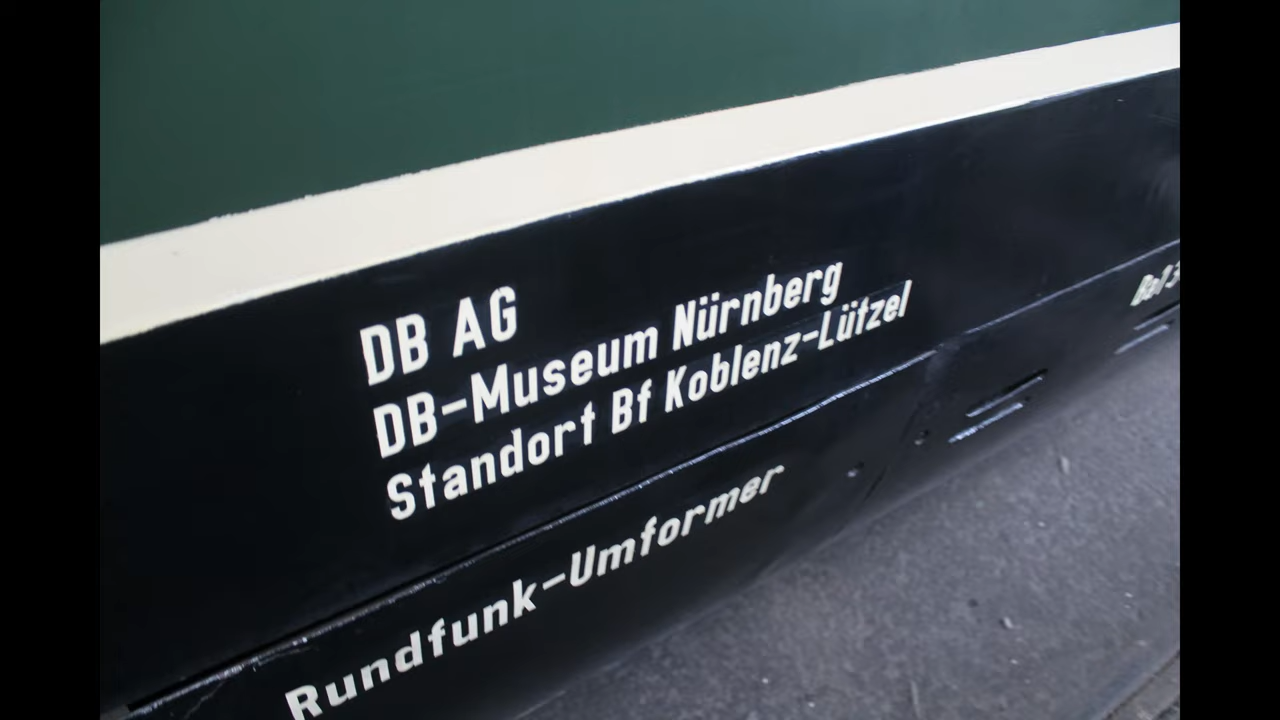 DB AG
DB-Museum Nürnberg
Standort Bf Koblenz-Lützel
Rundfunk-Umformer